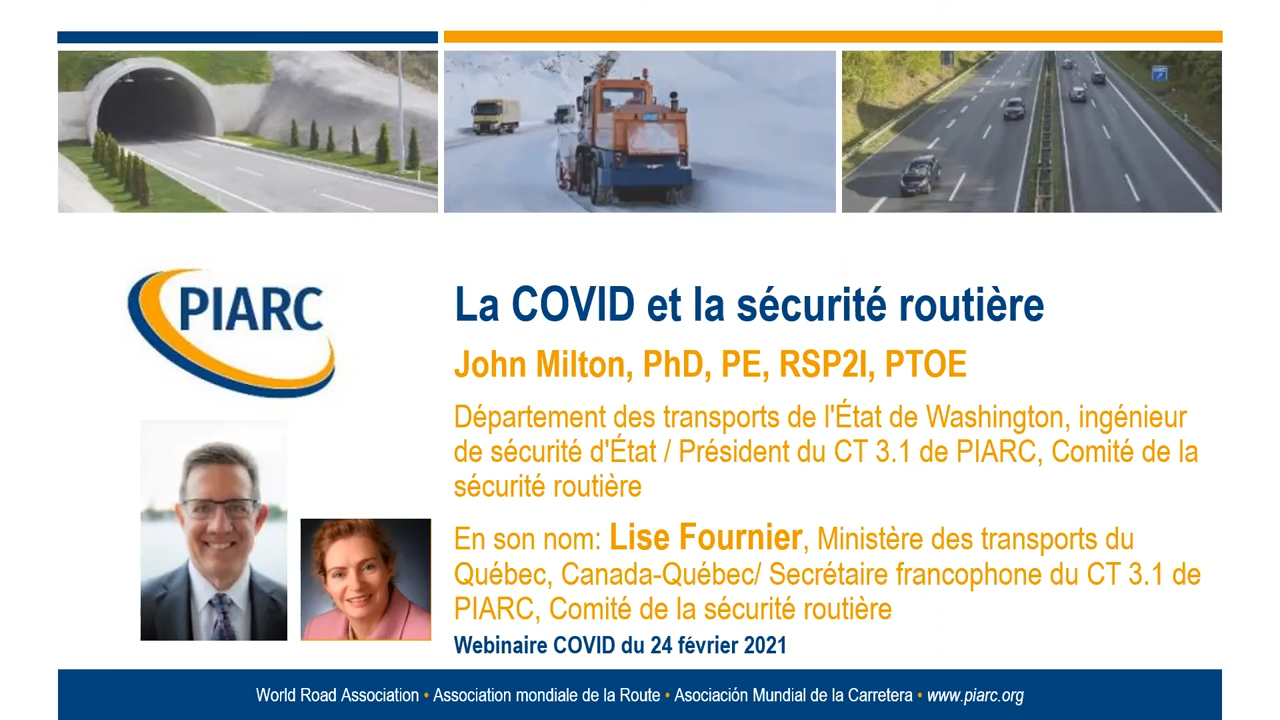 PIARC
La COVID et la sécurité routière
John Milton, PhD, PE, RSP2I, PTOE
Département des transports de l'État de Washington, ingénieur
de sécurité d'État / Président du CT 3.1 de PIARC, Comité de la
sécurité routière
En son nom: Lise Fournier, Ministère des transports du
Québec, Canada-Québec/ Secrétaire francophone du CT 3.1 de
PIARC, Comité de la sécurité routière
Webinaire COVID du 24 février 2021
World Road Association • Association mondiale de la Route • Asociación Mundial de la Carretera • www.piarc.org